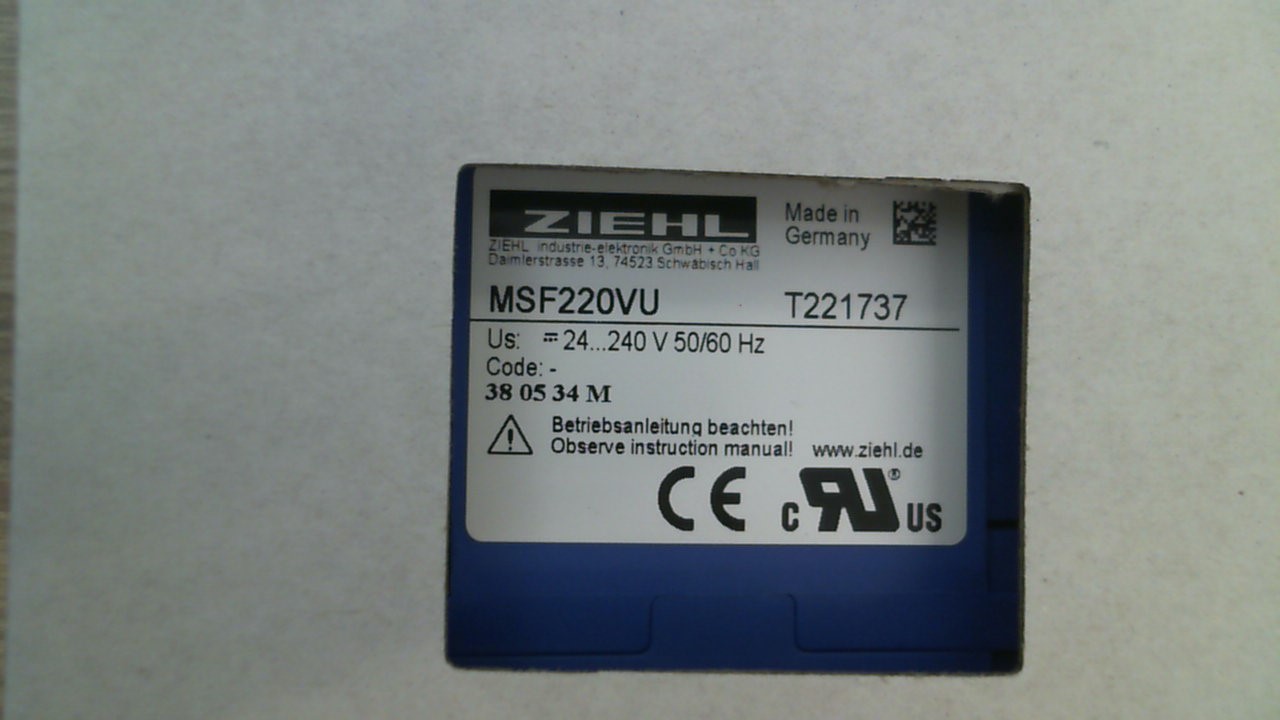 ZIEHL
ZIEHL industrie-elektronik GmbH + Co KG
Daimlerstrasse 13, 74523 Schwäbisch Hall
Made in
Germany
MSF220VU T221737
Us: ⎓ 24...240 V 50/60 Hz
Code: -
38 05 34 M
Betriebsanleitung beachten!
Observe instruction manual! www.ziehl.de
CE c RU ® US